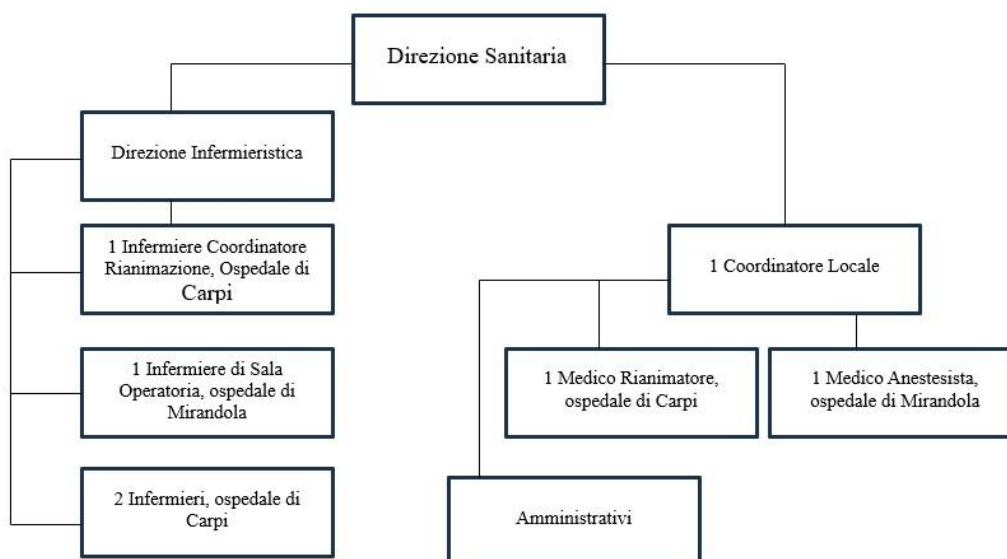 Direzione Sanitaria
Direzione Infermieristica
1 Infermiere Coordinatore
Rianimazione, Ospedale di
Carpi
1 Coordinatore Locale
1 Infermiere di Sala
Operatoria, ospedale di
Mirandola
1 Medico Rianimatore,
ospedale di Carpi
1 Medico Anestesista,
ospedale di Mirandola
2 Infermieri, ospedale di
Carpi
Amministrativi